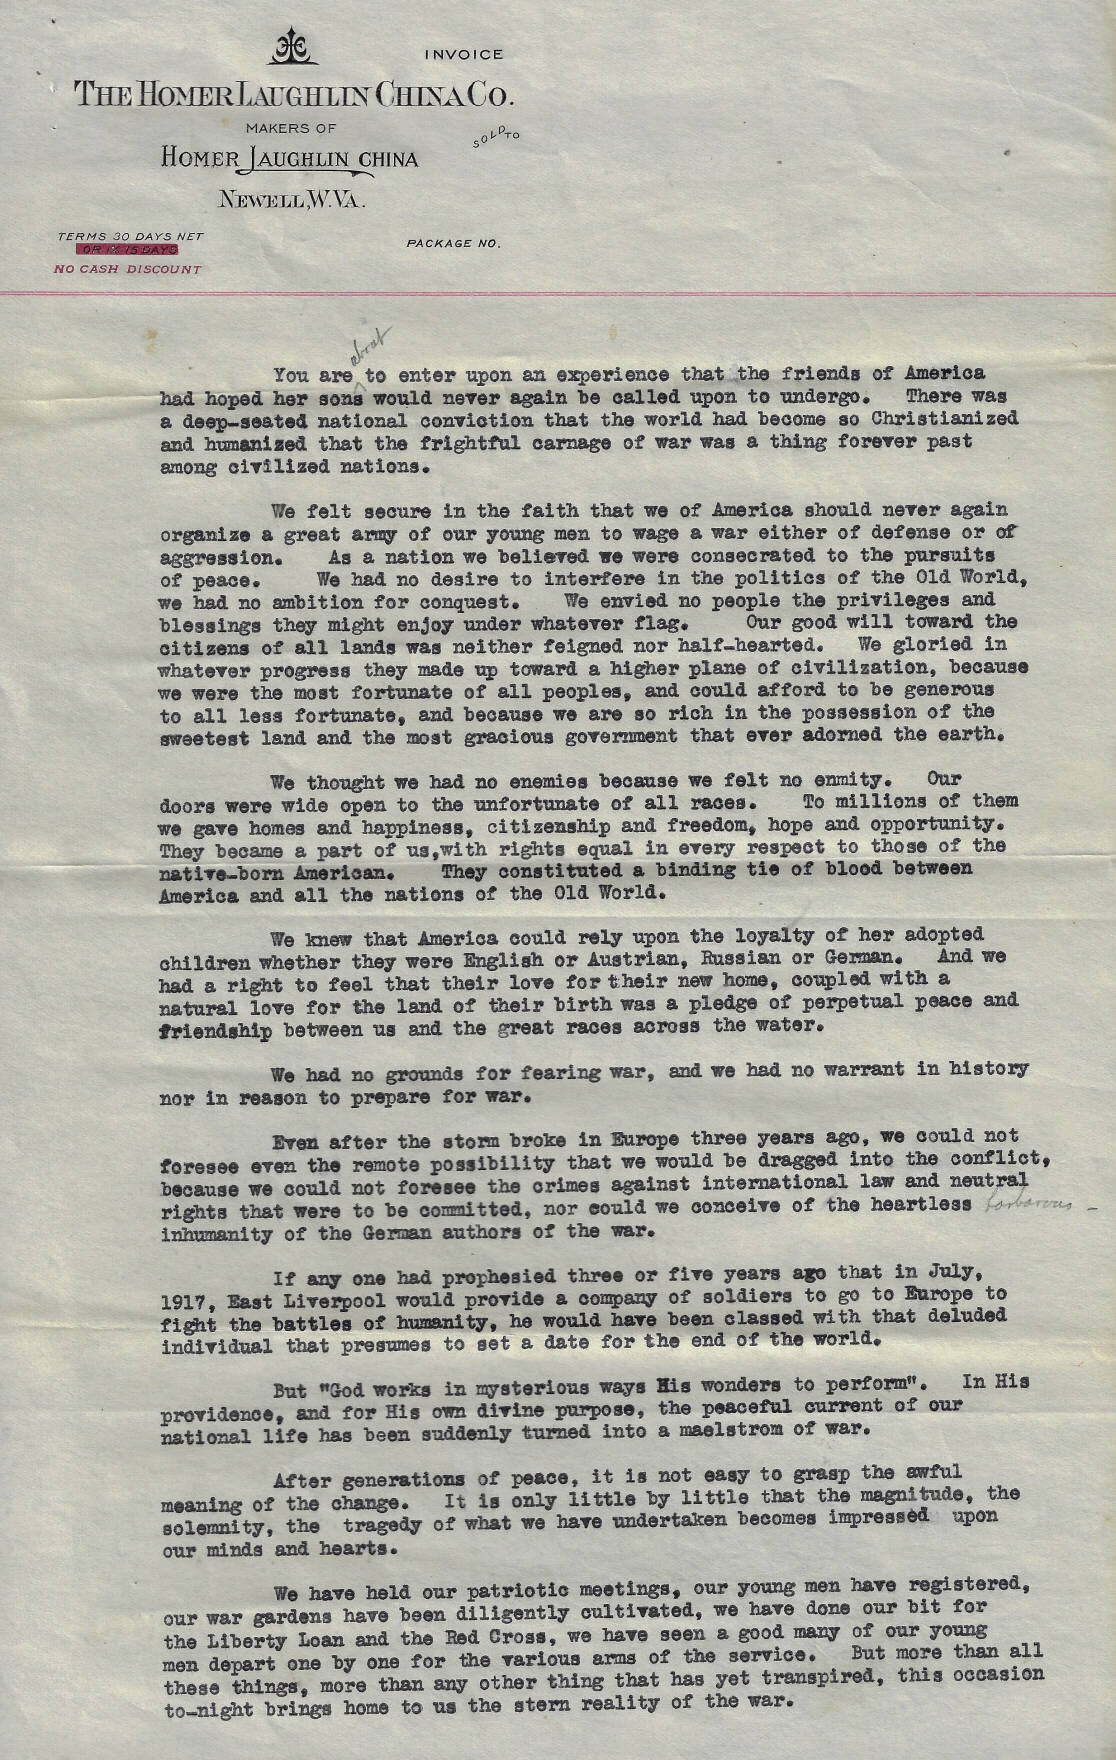 INVOICE
THE HOMER LAUGHLIN CHINA CO.
MAKERS OF
SOLD TO
HOMER LAUGHLIN CHINA
NEWELL, W. VA.
TERMS 30 DAYS NET
PACKAGE NO.
OR 1% 15 DAYS
NO CASH DISCOUNT
about
You are to enter upon an experience that the friends of America
had hoped her sons would never again be called upon to undergo. There was
a deep-seated national conviction that the world had become so Christianized
and humanized that the frightful carnage of war was a thing forever past
among civilized nations.
We felt secure in the faith that we of America should never again
organize a great army of our young men to wage a war either of defense or of
aggression. As a nation we believed we were consecrated to the pursuits
of peace. We had no desire to interfere in the politics of the Old World,
we had no ambition for conquest. We envied no people the privileges and
blessings they might enjoy under whatever flag. Our good will toward the
citizens of all lands was neither feigned nor half-hearted. We gloried in
whatever progress they made up toward a higher plane of civilization, because
we were the most fortunate of all peoples, and could afford to be generous
to all less fortunate, and because we are so rich in the possession of the
sweetest land and the most gracious government that ever adorned the earth.
We thought we had no enemies because we felt no enmity. Our
doors were wide open to the unfortunate of all races. To millions of them
we gave homes and happiness, citizenship and freedom, hope and opportunity.
They became a part of us,with rights equal in every respect to those of the
native-born American. They constituted a binding tie of blood between
America and all the nations of the Old World.
We knew that America could rely upon the loyalty of her adopted
children whether they were English or Austrian, Russian or German. And we
had a right to feel that their love for their new home, coupled with a
natural love for the land of their birth was a pledge of perpetual peace and
friendship between us and the great races across the water.
We had no grounds for fearing war, and we had no warrant in history
nor in reason to prepare for war.
Even after the storm broke in Europe three years ago, we could not
foresee even the remote possibility that we would be dragged into the conflict,
because we could not foresee the crimes against international law and neutral
rights that were to be committed, nor could we conceive of the heartless barbarous -
inhumanity of the German authors of the war.
If any one had prophesied three or five years ago that in July,
1917, East Liverpool would provide a company of soldiers to go to Europe to
fight the battles of humanity, he would have been classed with that deluded
individual that presumes to set a date for the end of the world.
But "God works in mysterious ways His wonders to perform". In His
providence, and for His own divine purpose, the peaceful current of our
national life has been suddenly turned into a maelstrom of war.
After generations of peace, it is not easy to grasp the awful
meaning of the change. It is only little by little that the magnitude, the
solemnity, the tragedy of what we have undertaken becomes impressed upon
our minds and hearts.
We have held our patriotic meetings, our young men have registered,
our war gardens have been diligently cultivated, we have done our bit for
the Liberty Loan and the Red Cross, we have seen a good many of our young
men depart one by one for the various arms of the service. But more than all
these things, more than any other thing that has yet transpired, this occasion
to-night brings home to us the stern reality of the war.